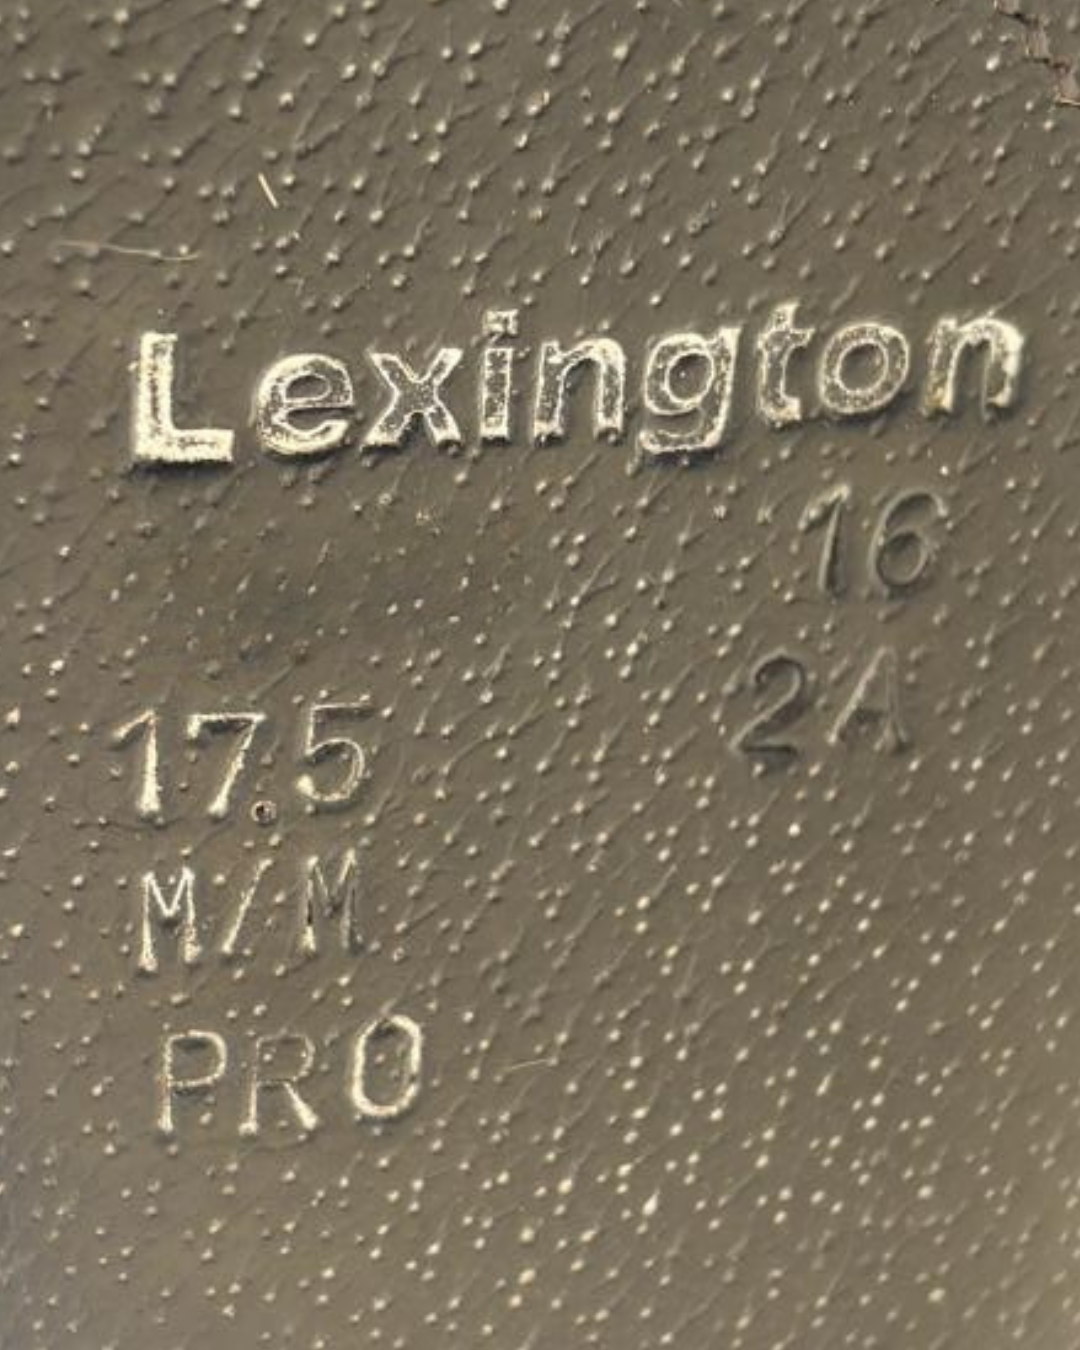 Lexington
16
2A
17.5
M/M
PRO